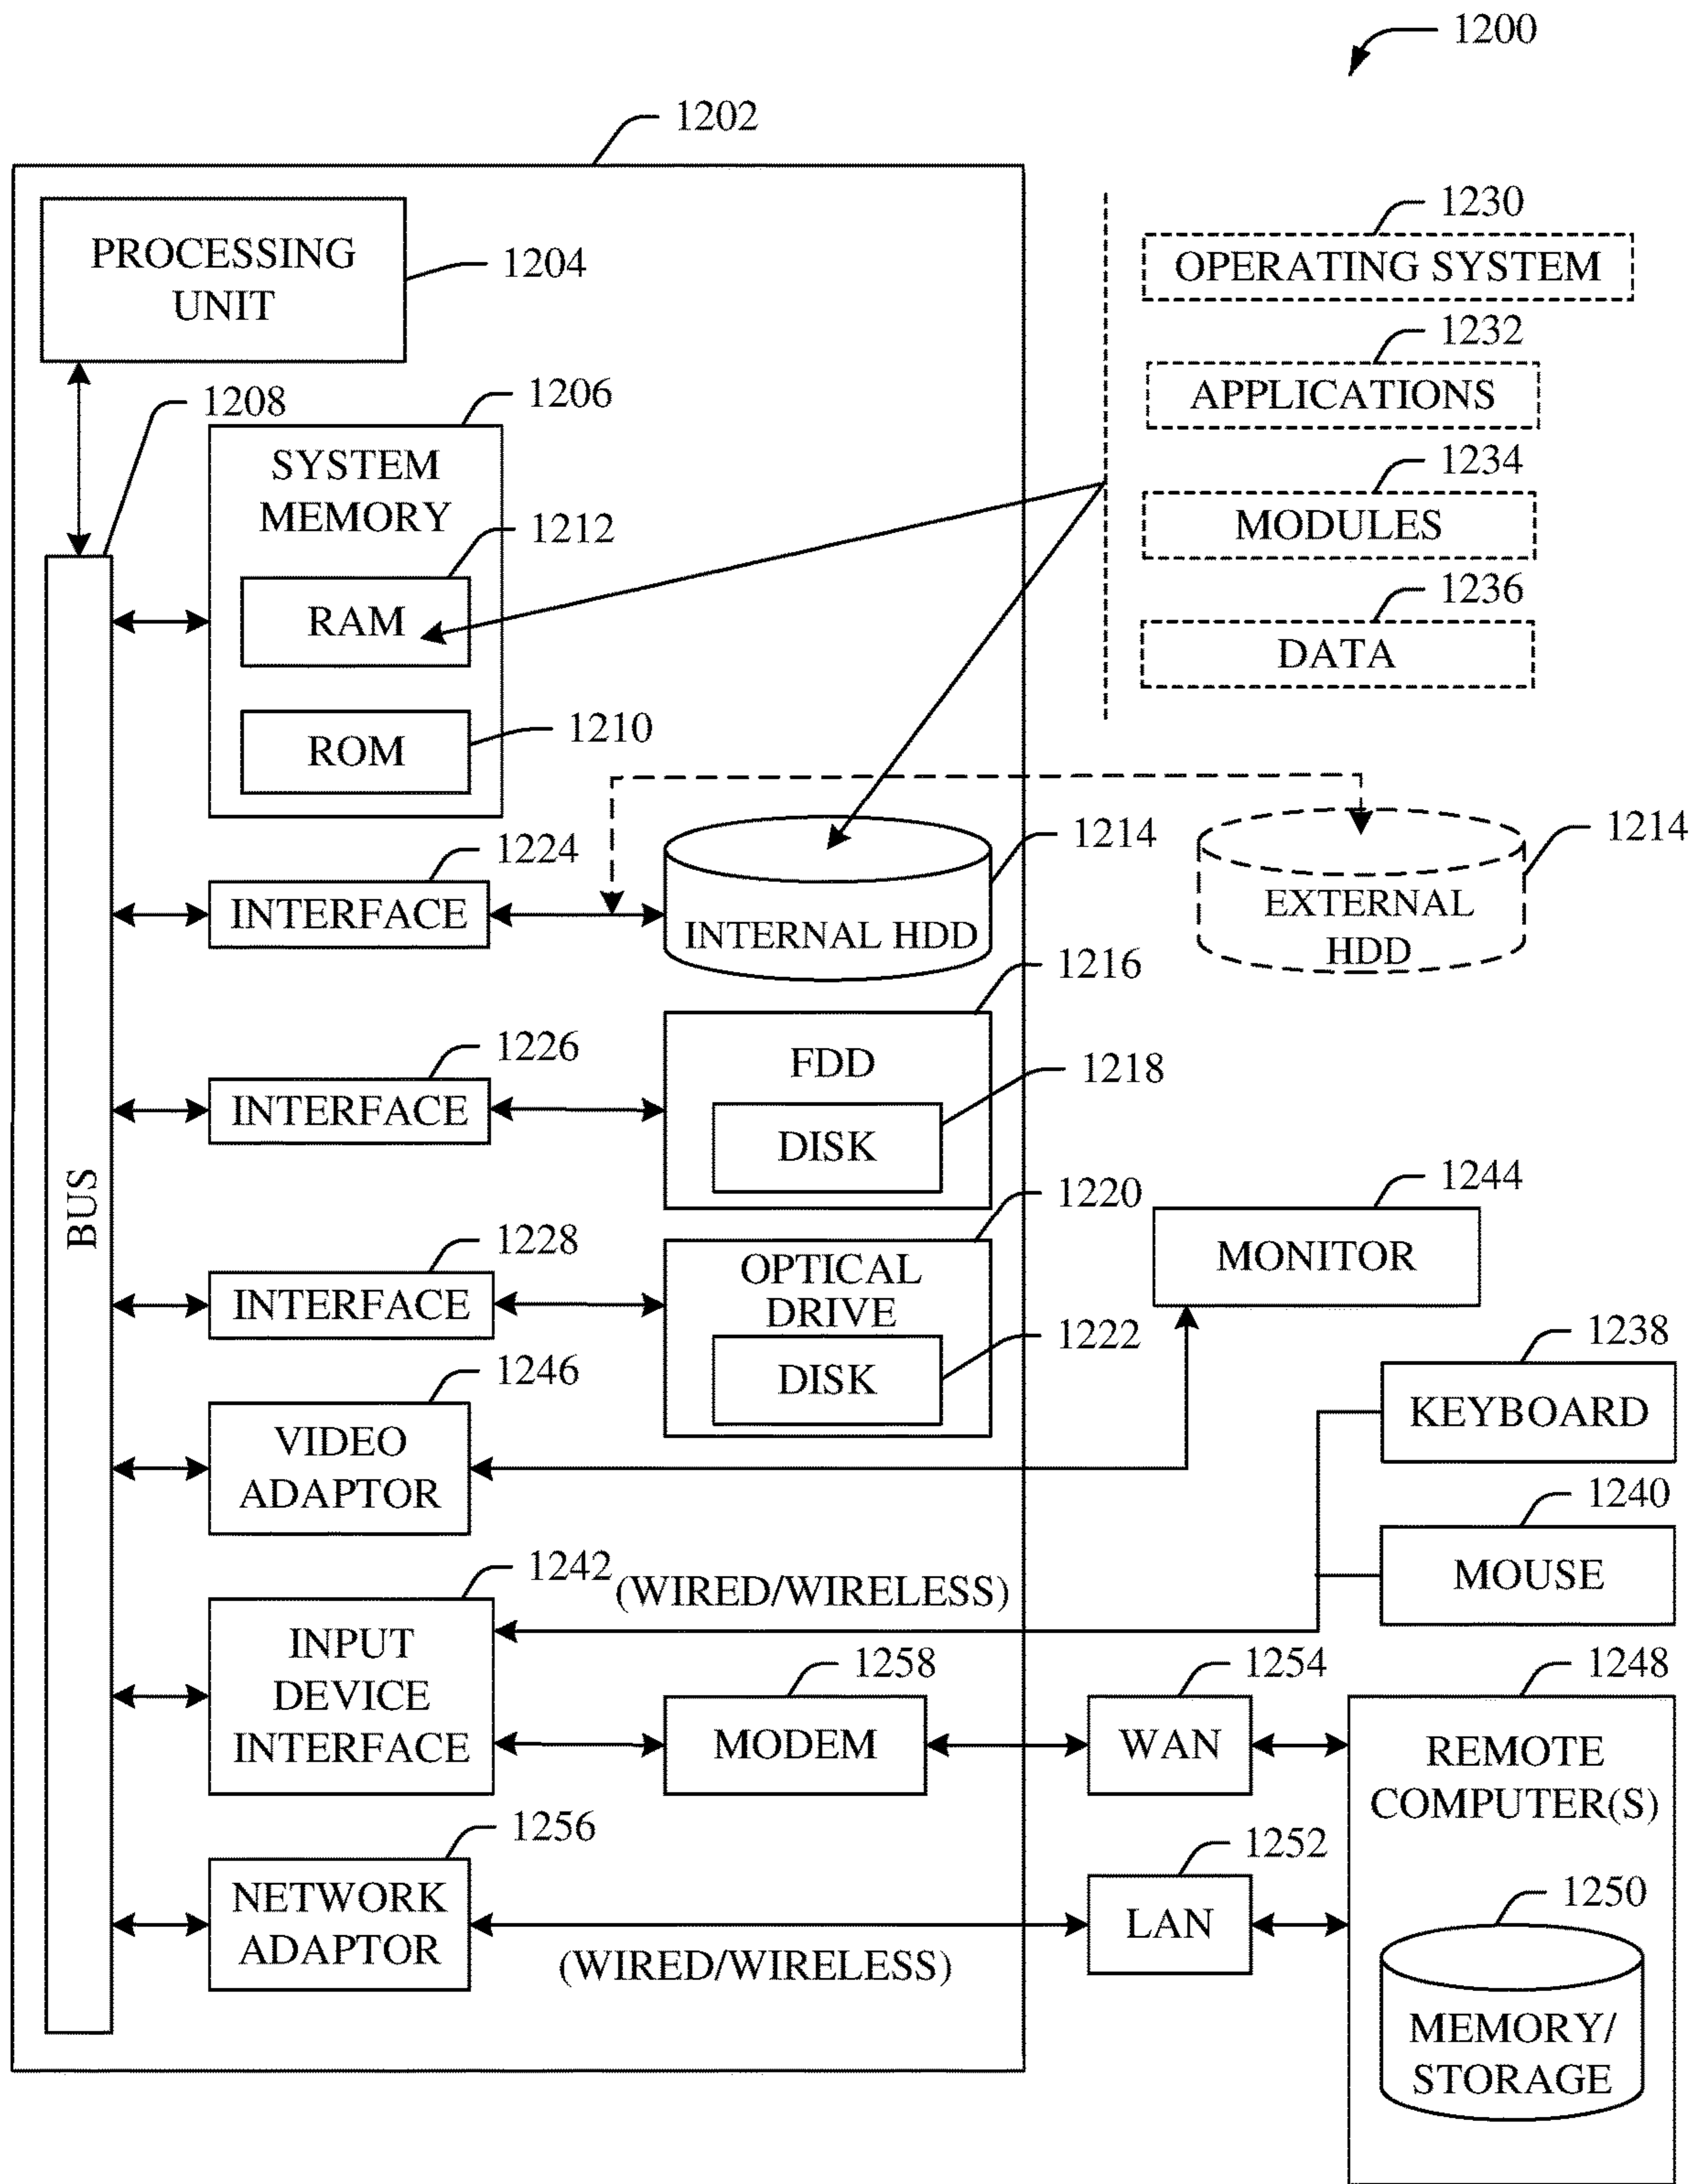 1200
1202
PROCESSING
UNIT
1204
1230
OPERATING SYSTEM
1232
APPLICATIONS
1234
MODULES
1236
DATA
1208
1206
SYSTEM
MEMORY
1212
RAM
1210
ROM
1224
INTERFACE
1214
INTERNAL HDD
1214
EXTERNAL
HDD
1216
FDD
1226
INTERFACE
1218
DISK
BUS
1220
OPTICAL
DRIVE
1228
INTERFACE
1222
DISK
1244
MONITOR
1246
VIDEO
ADAPTOR
1238
KEYBOARD
1240
MOUSE
1242
(WIRED/WIRELESS)
INPUT
DEVICE
INTERFACE
1258
MODEM
1254
WAN
1248
REMOTE
COMPUTER(S)
1256
NETWORK
ADAPTOR
(WIRED/WIRELESS)
1252
LAN
1250
MEMORY/
STORAGE